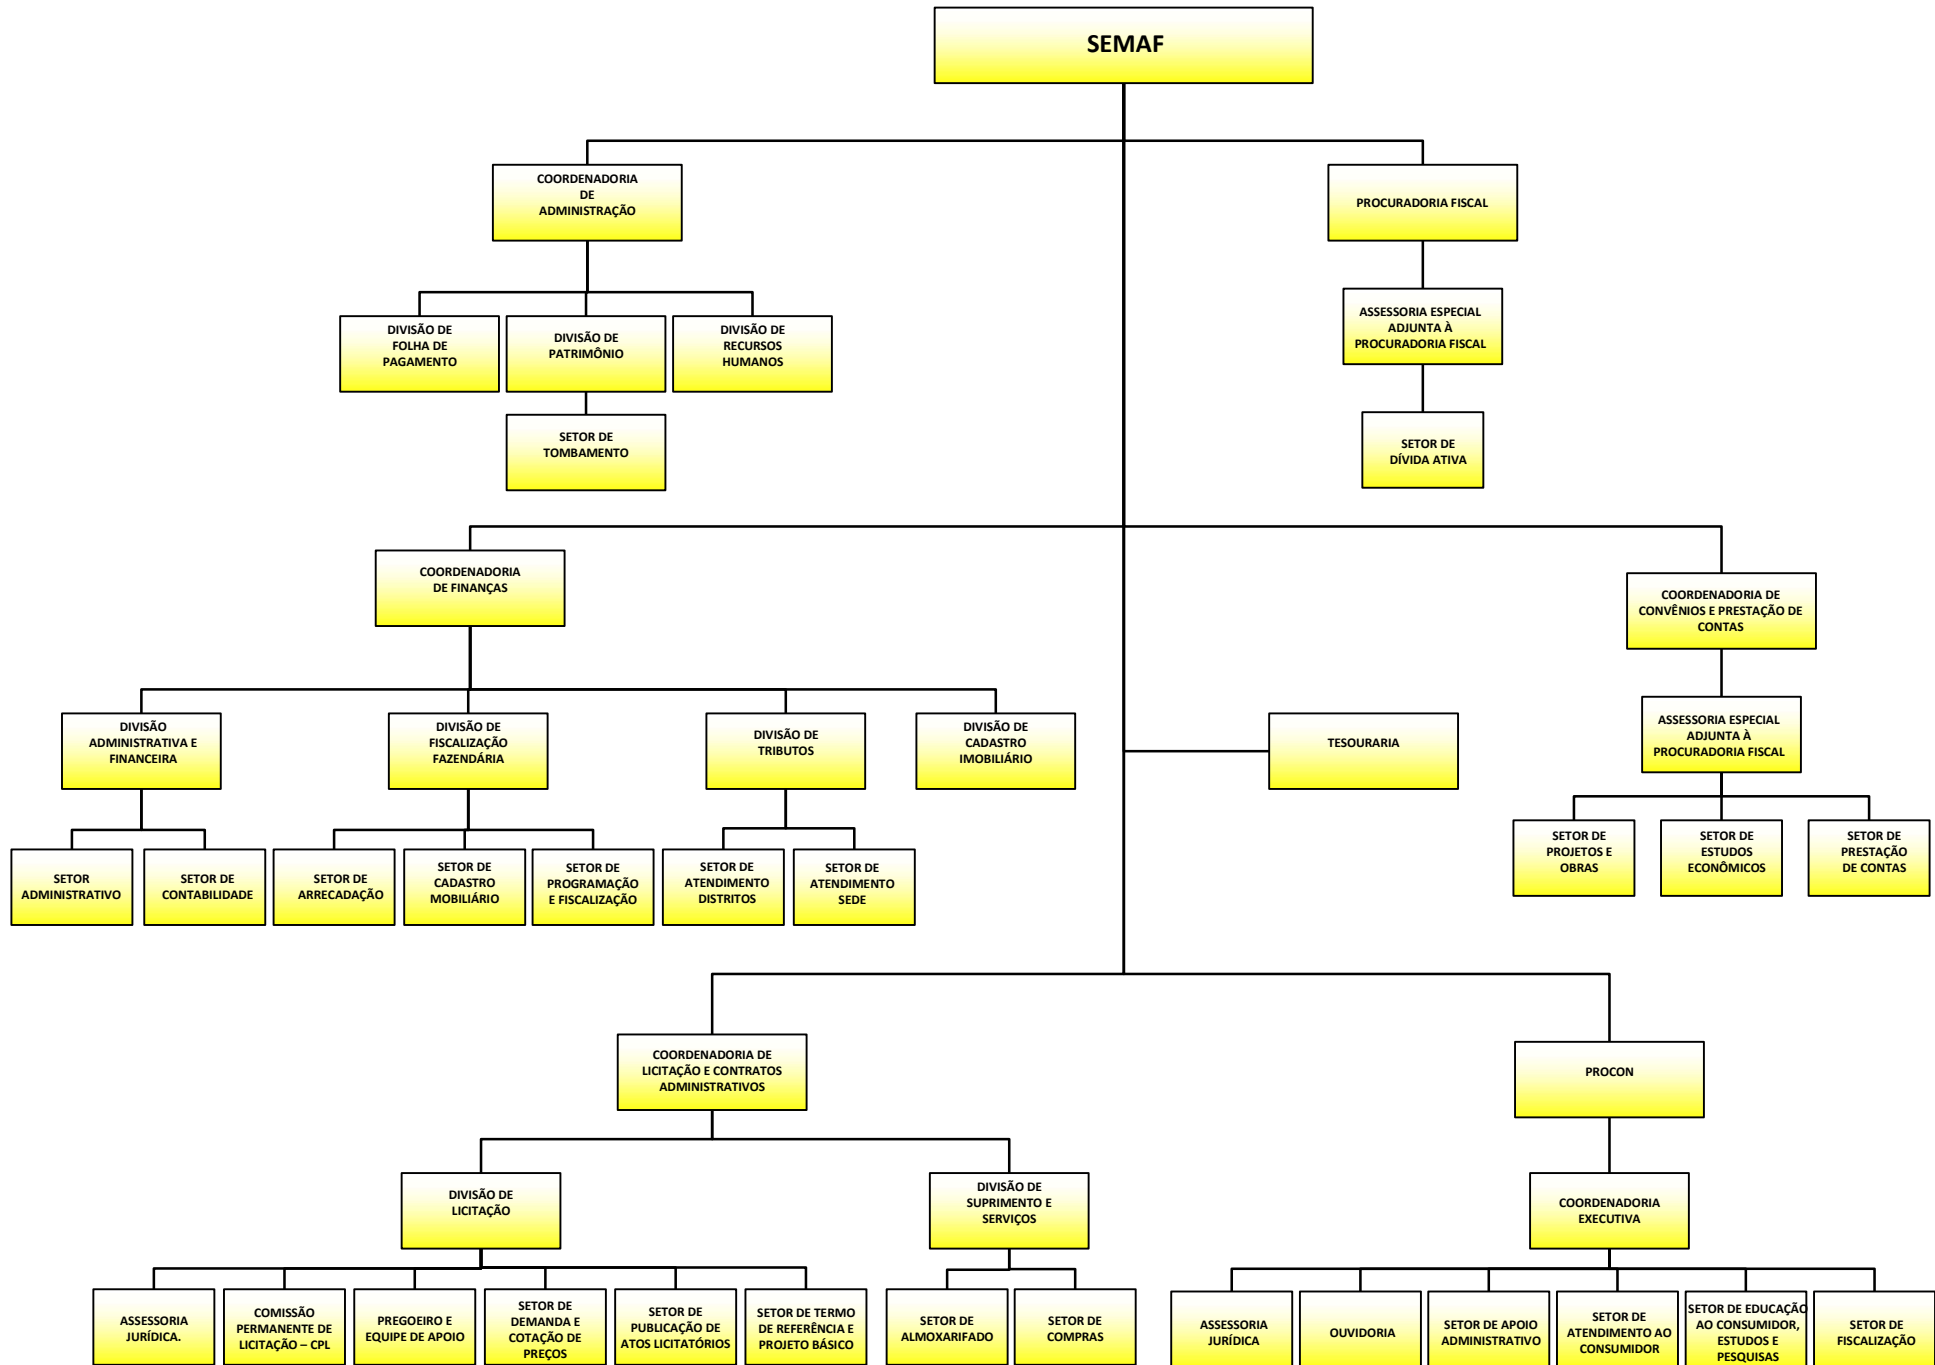 SEMAF
COORDENADORIA
DE
ADMINISTRAÇÃO
PROCURADORIA FISCAL
DIVISÃO DE
FOLHA DE
PAGAMENTO
DIVISÃO DE
PATRIMÔNIO
DIVISÃO DE
RECURSOS
HUMANOS
ASSESSORIA ESPECIAL
ADJUNTA À
PROCURADORIA FISCAL
SETOR DE
TOMBAMENTO
SETOR DE
DÍVIDA ATIVA
COORDENADORIA
DE FINANÇAS
COORDENADORIA DE
CONVÊNIOS E PRESTAÇÃO DE
CONTAS
DIVISÃO
ADMINISTRATIVA E
FINANCEIRA
DIVISÃO DE
FISCALIZAÇÃO
FAZENDÁRIA
DIVISÃO DE
TRIBUTOS
DIVISÃO DE
CADASTRO
IMOBILIÁRIO
TESOURARIA
ASSESSORIA ESPECIAL
ADJUNTA À
PROCURADORIA FISCAL
SETOR
ADMINISTRATIVO
SETOR DE
CONTABILIDADE
SETOR DE
ARRECADAÇÃO
SETOR DE
CADASTRO
MOBILIÁRIO
SETOR DE
PROGRAMAÇÃO
E FISCALIZAÇÃO
SETOR DE
ATENDIMENTO
DISTRITOS
SETOR DE
ATENDIMENTO
SEDE
SETOR DE
PROJETOS E
OBRAS
SETOR DE
ESTUDOS
ECONÔMICOS
SETOR DE
PRESTAÇÃO
DE CONTAS
COORDENADORIA DE
LICITAÇÃO E CONTRATOS
ADMINISTRATIVOS
PROCON
DIVISÃO DE
LICITAÇÃO
DIVISÃO DE
SUPRIMENTO E
SERVIÇOS
COORDENADORIA
EXECUTIVA
ASSESSORIA
JURÍDICA.
COMISSÃO
PERMANENTE DE
LICITAÇÃO – CPL
PREGOEIRO E
EQUIPE DE APOIO
SETOR DE
DEMANDA E
COTAÇÃO DE
PREÇOS
SETOR DE
PUBLICAÇÃO DE
ATOS LICITATÓRIOS
SETOR DE TERMO
DE REFERÊNCIA E
PROJETO BÁSICO
SETOR DE
ALMOXARIFADO
SETOR DE
COMPRAS
ASSESSORIA
JURÍDICA
OUVIDORIA
SETOR DE APOIO
ADMINISTRATIVO
SETOR DE
ATENDIMENTO AO
CONSUMIDOR
SETOR DE EDUCAÇÃO
AO CONSUMIDOR,
ESTUDOS E
PESQUISAS
SETOR DE
FISCALIZAÇÃO